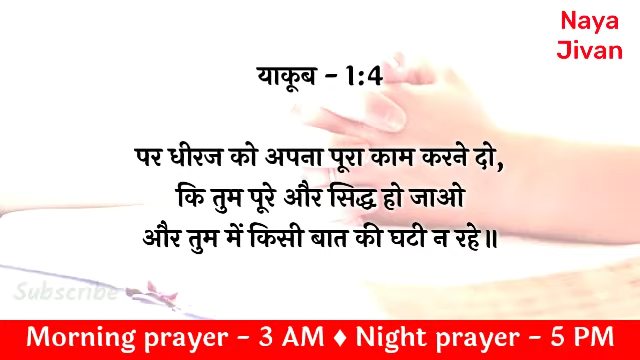 Naya
Jivan
याकूब - 1:4
पर धीरज को अपना पूरा काम करने दो,
कि तुम पूरे और सिद्ध हो जाओ
और तुम में किसी बात की घटी न रहे॥
Subscribe
Morning prayer - 3 AM ♦ Night prayer - 5 PM